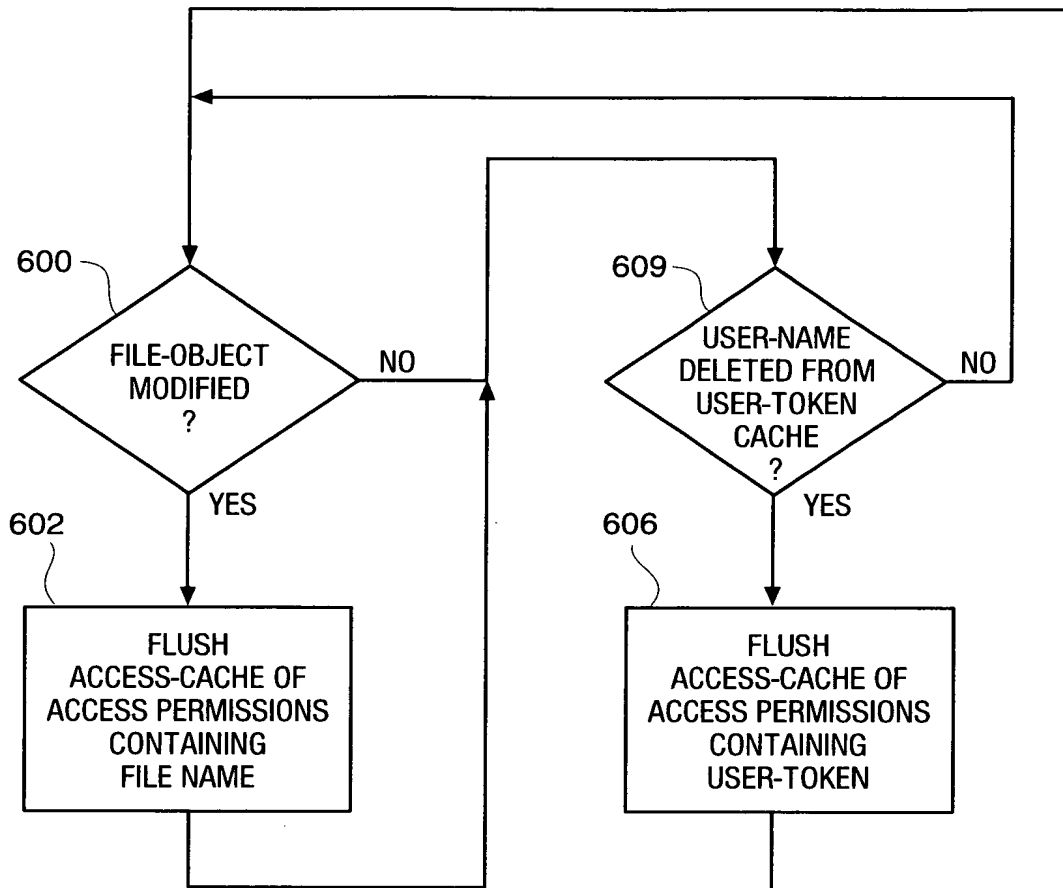 600
FILE-OBJECT
MODIFIED
?
NO
YES
602
FLUSH
ACCESS-CACHE OF
ACCESS PERMISSIONS
CONTAINING
FILE NAME
609
USER-NAME
DELETED FROM
USER-TOKEN
CACHE
?
NO
YES
606
FLUSH
ACCESS-CACHE OF
ACCESS PERMISSIONS
CONTAINING
USER-TOKEN